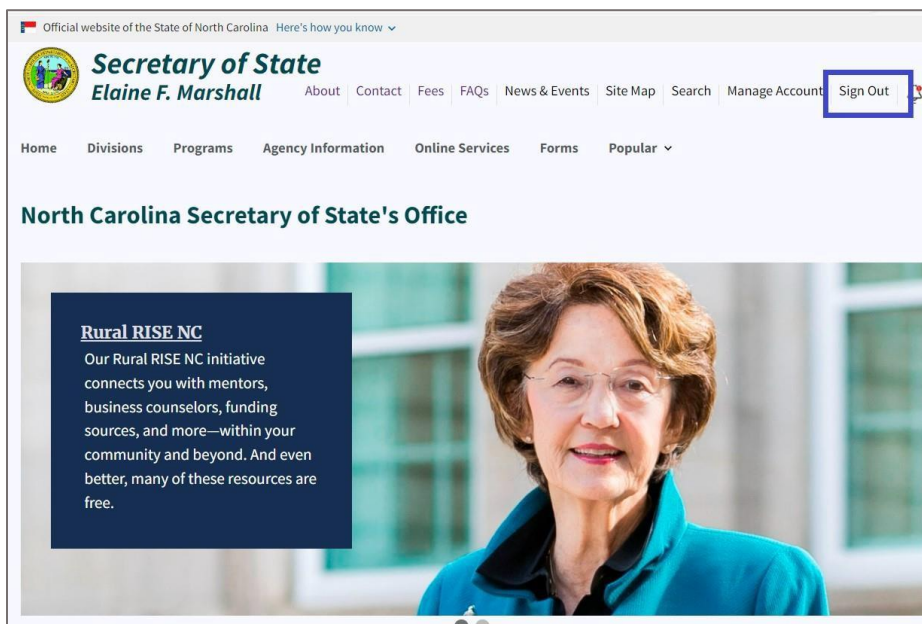 Official website of the State of North Carolina Here's how you know
Secretary of State
Elaine F. Marshall
About Contact Fees FAQs News & Events Site Map Search Manage Account Sign Out
Home Divisions Programs Agency Information Online Services Forms Popular
North Carolina Secretary of State's Office
Rural RISE NC
Our Rural RISE NC initiative
connects you with mentors,
business counselors, funding
sources, and more—within your
community and beyond. And even
better, many of these resources are
free.